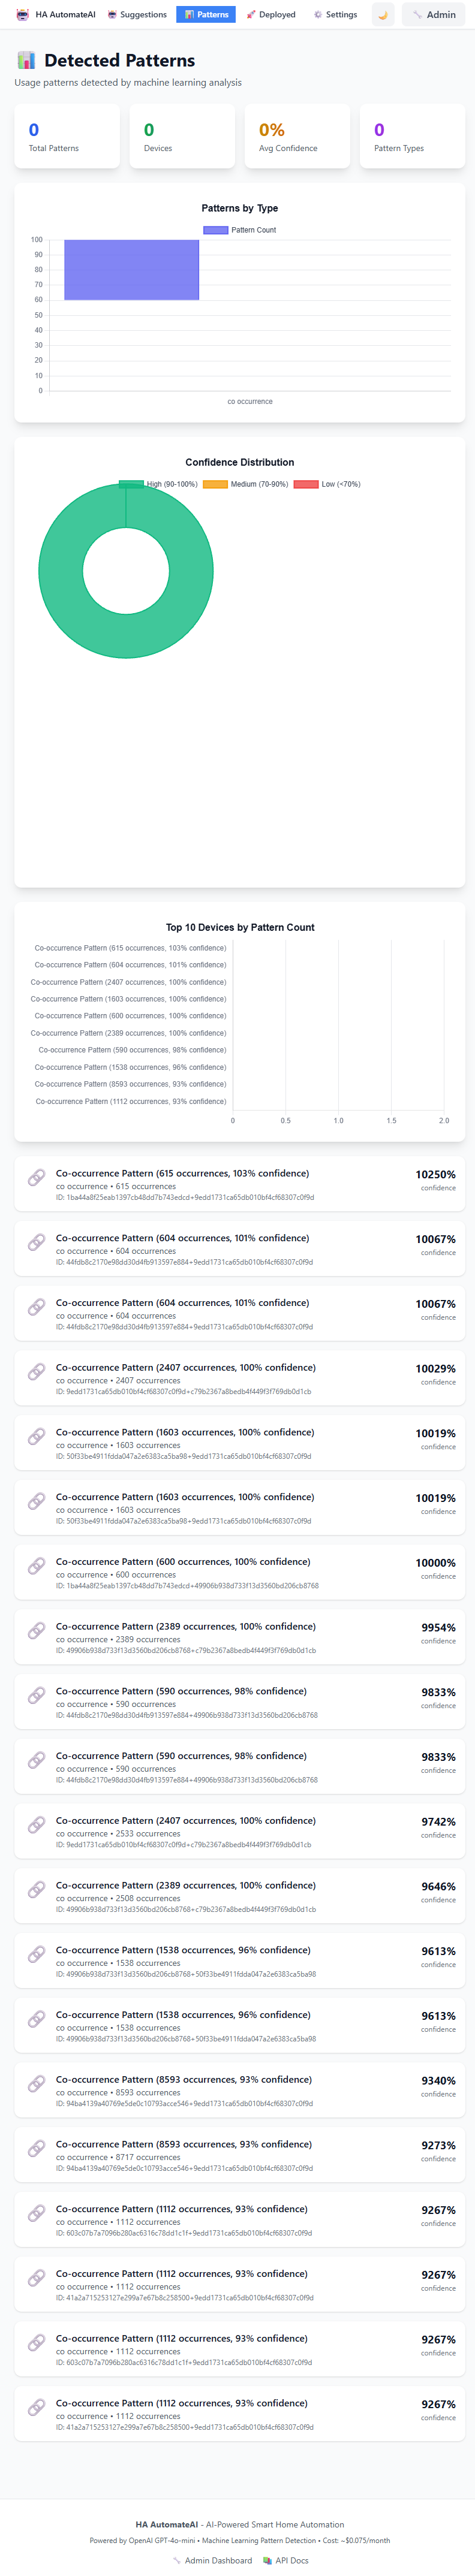 HA AutomateAI Suggestions Patterns Deployed Settings Admin
Detected Patterns
Usage patterns detected by machine learning analysis
0 0 0% 0
Total Patterns Devices Avg Confidence Pattern Types
Patterns by Type
Pattern Count
100
90
80
70
60
50
40
30
20
10
0
co occurrence
Confidence Distribution
High (90-100%) Medium (70-90%) Low (<70%)
Top 10 Devices by Pattern Count
Co-occurrence Pattern (615 occurrences, 103% confidence)
Co-occurrence Pattern (604 occurrences, 101% confidence)
Co-occurrence Pattern (2407 occurrences, 100% confidence)
Co-occurrence Pattern (1603 occurrences, 100% confidence)
Co-occurrence Pattern (600 occurrences, 100% confidence)
Co-occurrence Pattern (2389 occurrences, 100% confidence)
Co-occurrence Pattern (590 occurrences, 98% confidence)
Co-occurrence Pattern (1538 occurrences, 96% confidence)
Co-occurrence Pattern (8593 occurrences, 93% confidence)
Co-occurrence Pattern (1112 occurrences, 93% confidence)
0 0.5 1.0 1.5 2.0
Co-occurrence Pattern (615 occurrences, 103% confidence) 10250%
co occurrence • 615 occurrences confidence
ID: 1ba44a8f25eab1397cb48dd7b743edcd+9edd1731ca65db010bf4cf68307c0f9d
Co-occurrence Pattern (604 occurrences, 101% confidence) 10067%
co occurrence • 604 occurrences confidence
ID: 44fdb8c2170e98dd30d4fb913597e884+9edd1731ca65db010bf4cf68307c0f9d
Co-occurrence Pattern (604 occurrences, 101% confidence) 10067%
co occurrence • 604 occurrences confidence
ID: 44fdb8c2170e98dd30d4fb913597e884+9edd1731ca65db010bf4cf68307c0f9d
Co-occurrence Pattern (2407 occurrences, 100% confidence) 10029%
co occurrence • 2407 occurrences confidence
ID: 9edd1731ca65db010bf4cf68307c0f9d+c79b2367a8bedb4f449f3f769db0d1cb
Co-occurrence Pattern (1603 occurrences, 100% confidence) 10019%
co occurrence • 1603 occurrences confidence
ID: 50f33be4911fdda047a2e6383ca5ba98+9edd1731ca65db010bf4cf68307c0f9d
Co-occurrence Pattern (1603 occurrences, 100% confidence) 10019%
co occurrence • 1603 occurrences confidence
ID: 50f33be4911fdda047a2e6383ca5ba98+9edd1731ca65db010bf4cf68307c0f9d
Co-occurrence Pattern (600 occurrences, 100% confidence) 10000%
co occurrence • 600 occurrences confidence
ID: 1ba44a8f25eab1397cb48dd7b743edcd+49906b938d733f13d3560bd206cb8768
Co-occurrence Pattern (2389 occurrences, 100% confidence) 9954%
co occurrence • 2389 occurrences confidence
ID: 49906b938d733f13d3560bd206cb8768+c79b2367a8bedb4f449f3f769db0d1cb
Co-occurrence Pattern (590 occurrences, 98% confidence) 9833%
co occurrence • 590 occurrences confidence
ID: 44fdb8c2170e98dd30d4fb913597e884+49906b938d733f13d3560bd206cb8768
Co-occurrence Pattern (590 occurrences, 98% confidence) 9833%
co occurrence • 590 occurrences confidence
ID: 44fdb8c2170e98dd30d4fb913597e884+49906b938d733f13d3560bd206cb8768
Co-occurrence Pattern (2407 occurrences, 100% confidence) 9742%
co occurrence • 2533 occurrences confidence
ID: 9edd1731ca65db010bf4cf68307c0f9d+c79b2367a8bedb4f449f3f769db0d1cb
Co-occurrence Pattern (2389 occurrences, 100% confidence) 9646%
co occurrence • 2508 occurrences confidence
ID: 49906b938d733f13d3560bd206cb8768+c79b2367a8bedb4f449f3f769db0d1cb
Co-occurrence Pattern (1538 occurrences, 96% confidence) 9613%
co occurrence • 1538 occurrences confidence
ID: 49906b938d733f13d3560bd206cb8768+50f33be4911fdda047a2e6383ca5ba98
Co-occurrence Pattern (1538 occurrences, 96% confidence) 9613%
co occurrence • 1538 occurrences confidence
ID: 49906b938d733f13d3560bd206cb8768+50f33be4911fdda047a2e6383ca5ba98
Co-occurrence Pattern (8593 occurrences, 93% confidence) 9340%
co occurrence • 8593 occurrences confidence
ID: 94ba4139a40769e5de0c10793acce546+9edd1731ca65db010bf4cf68307c0f9d
Co-occurrence Pattern (8593 occurrences, 93% confidence) 9273%
co occurrence • 8717 occurrences confidence
ID: 94ba4139a40769e5de0c10793acce546+9edd1731ca65db010bf4cf68307c0f9d
Co-occurrence Pattern (1112 occurrences, 93% confidence) 9267%
co occurrence • 1112 occurrences confidence
ID: 603c07b7a7096b280ac6316c78dd1c1f+9edd1731ca65db010bf4cf68307c0f9d
Co-occurrence Pattern (1112 occurrences, 93% confidence) 9267%
co occurrence • 1112 occurrences confidence
ID: 41a2a715253127e299a7e67b8c258500+9edd1731ca65db010bf4cf68307c0f9d
Co-occurrence Pattern (1112 occurrences, 93% confidence) 9267%
co occurrence • 1112 occurrences confidence
ID: 603c07b7a7096b280ac6316c78dd1c1f+9edd1731ca65db010bf4cf68307c0f9d
Co-occurrence Pattern (1112 occurrences, 93% confidence) 9267%
co occurrence • 1112 occurrences confidence
ID: 41a2a715253127e299a7e67b8c258500+9edd1731ca65db010bf4cf68307c0f9d
HA AutomateAI - AI-Powered Smart Home Automation
Powered by OpenAI GPT-4o-mini • Machine Learning Pattern Detection • Cost: ~$0.075/month
Admin Dashboard API Docs